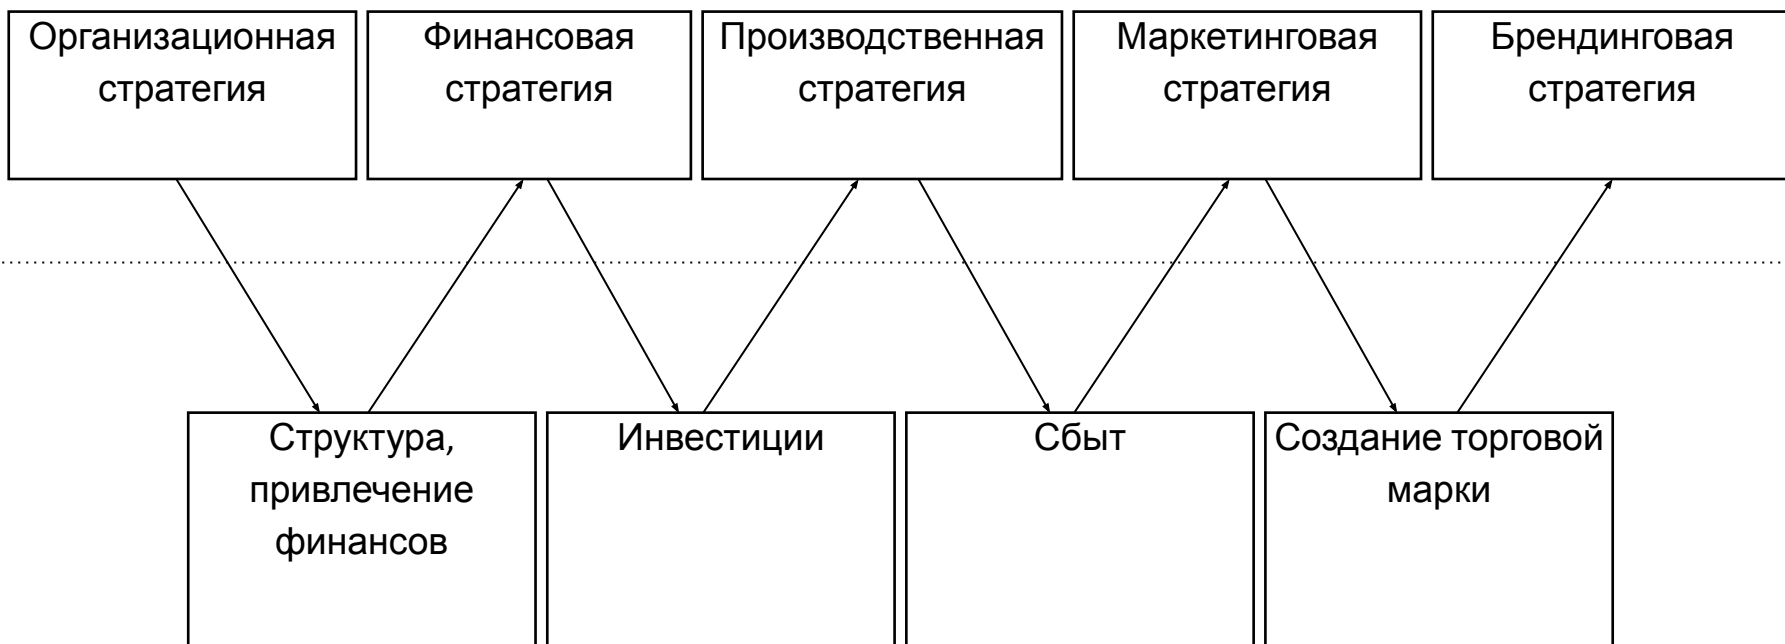 Организационная
стратегия
Финансовая
стратегия
Производственная
стратегия
Маркетинговая
стратегия
Брендинговая
стратегия
Структура,
привлечение
финансов
Инвестиции
Сбыт
Создание торговой
марки